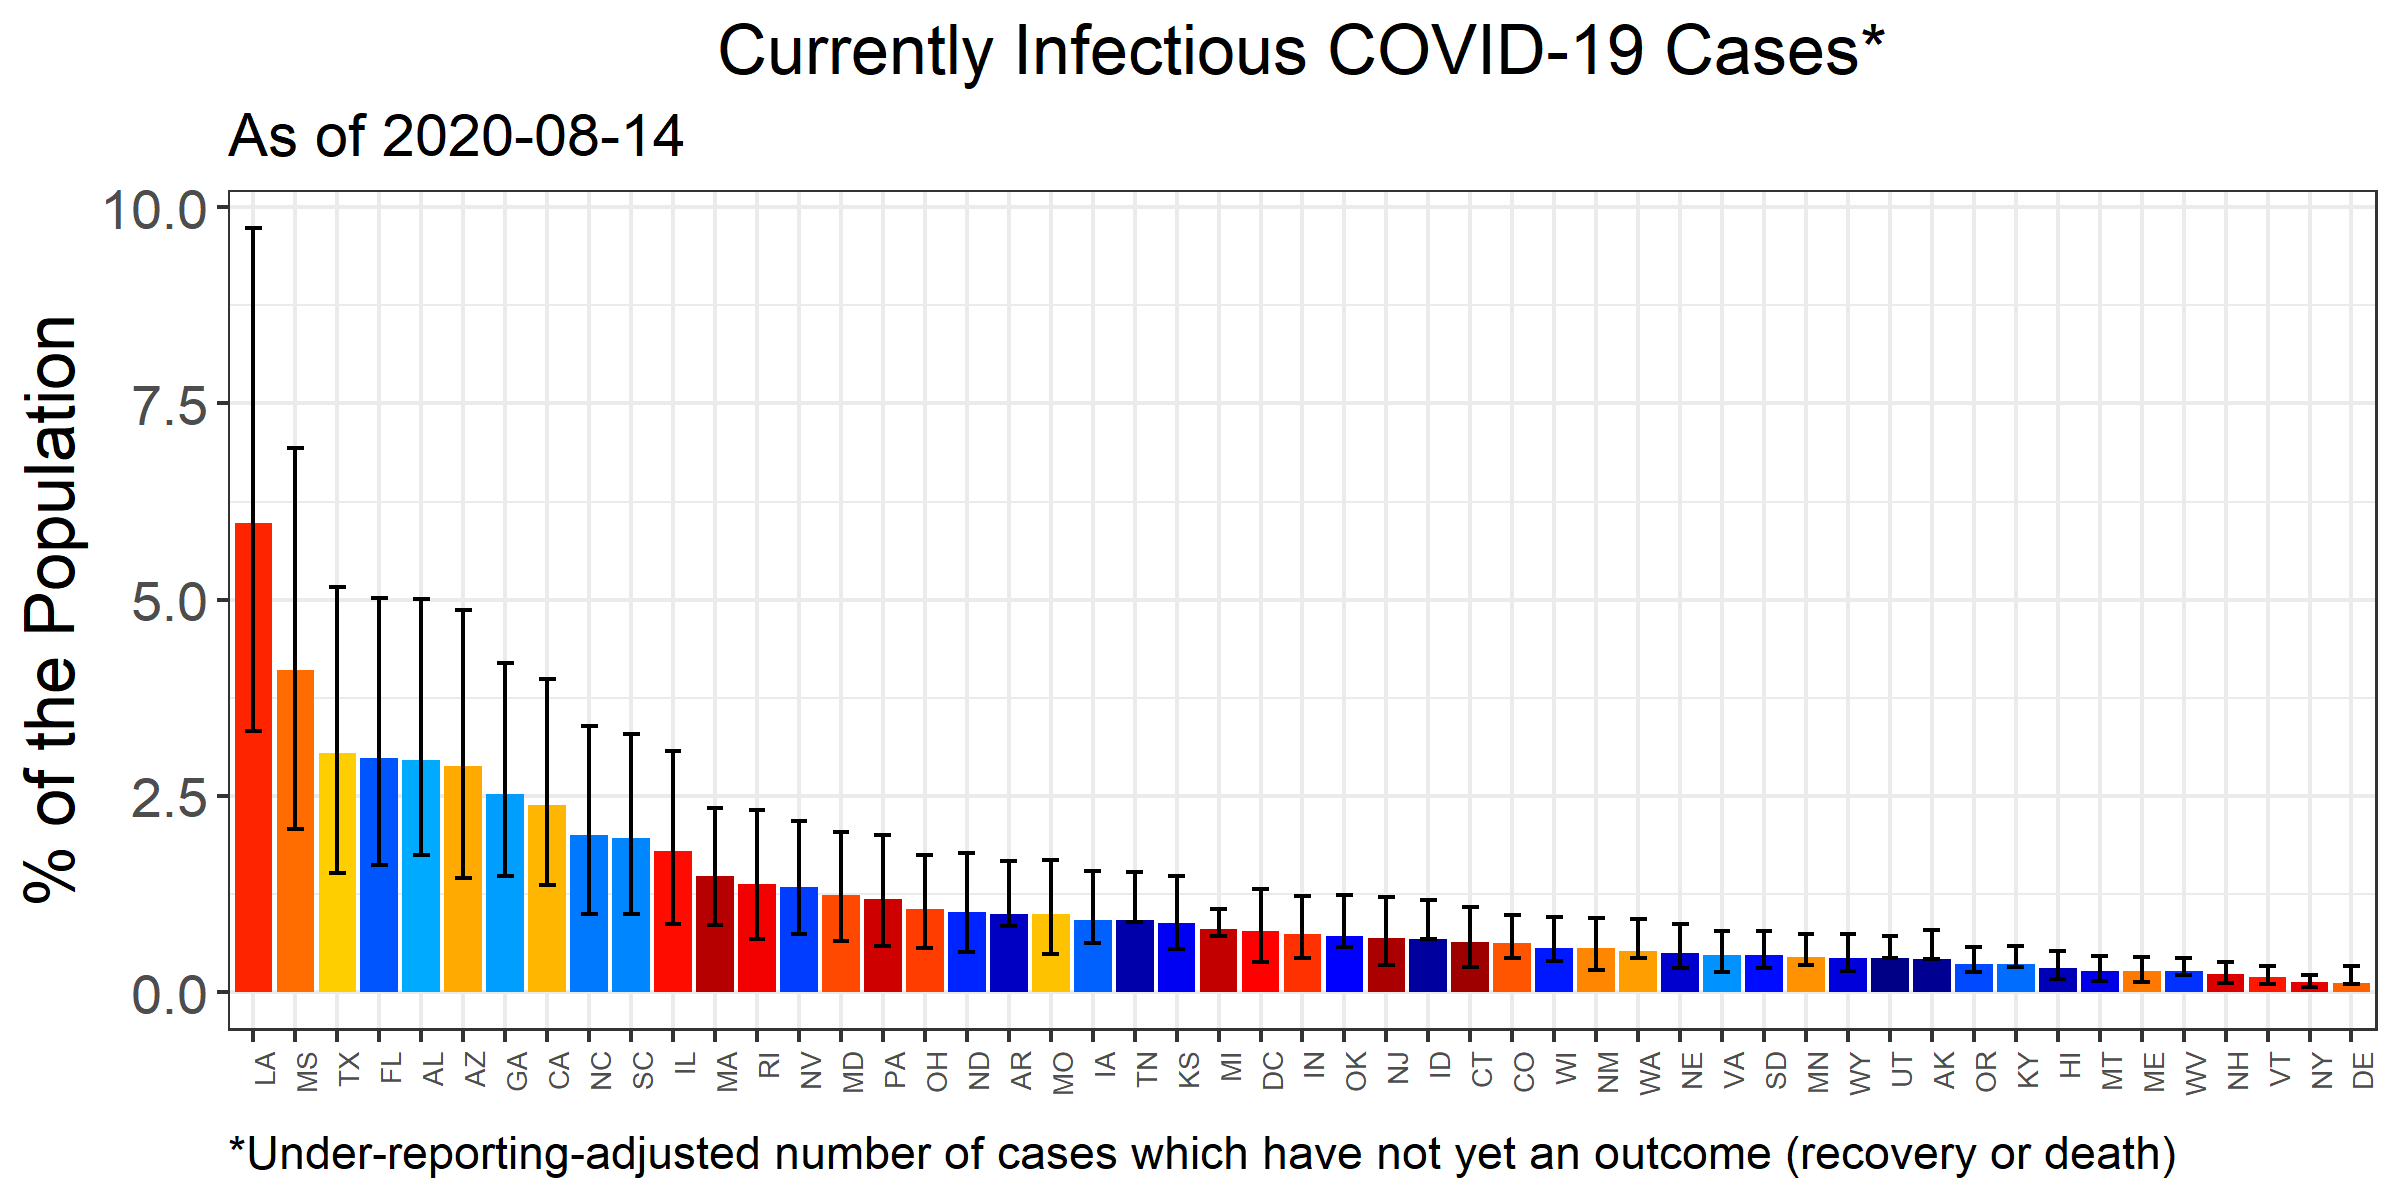 Currently Infectious COVID-19 Cases*
As of 2020-08-14
% of the Population
10.0
7.5
5.0
2.5
0.0
LA MS TX FL AL AZ GA CA NC SC IL MA RI NV MD PA OH ND AR MO IA TN KS MI DC IN OK NJ ID CT CO WI NM WA NE VA SD MN WY UT AK OR KY HI MT ME WV NH VT NY DE
*Under-reporting-adjusted number of cases which have not yet an outcome (recovery or death)